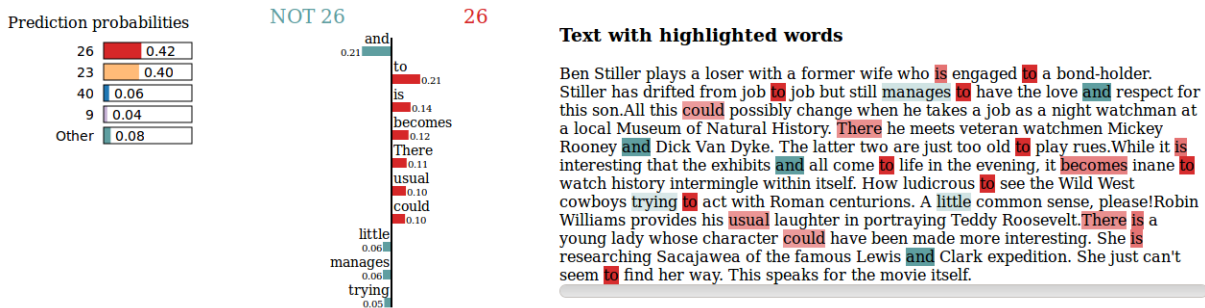 Prediction probabilities
26 0.42
23 0.40
40 0.06
9 0.04
Other 0.08
NOT 26 26
and
0.21
to
0.21
is
0.14
becomes
0.12
There
0.11
usual
0.10
could
0.10
little
0.06
manages
0.06
trying
0.05
Text with highlighted words
Ben Stiller plays a loser with a former wife who is engaged to a bond-holder.
Stiller has drifted from job to job but still manages to have the love and respect for
this son.All this could possibly change when he takes a job as a night watchman at
a local Museum of Natural History. There he meets veteran watchmen Mickey
Rooney and Dick Van Dyke. The latter two are just too old to play rues.While it is
interesting that the exhibits and all come to life in the evening, it becomes inane to
watch history intermingle within itself. How ludicrous to see the Wild West
cowboys trying to act with Roman centurions. A little common sense, please!Robin
Williams provides his usual laughter in portraying Teddy Roosevelt.There is a
young lady whose character could have been made more interesting. She is
researching Sacajawea of the famous Lewis and Clark expedition. She just can't
seem to find her way. This speaks for the movie itself.